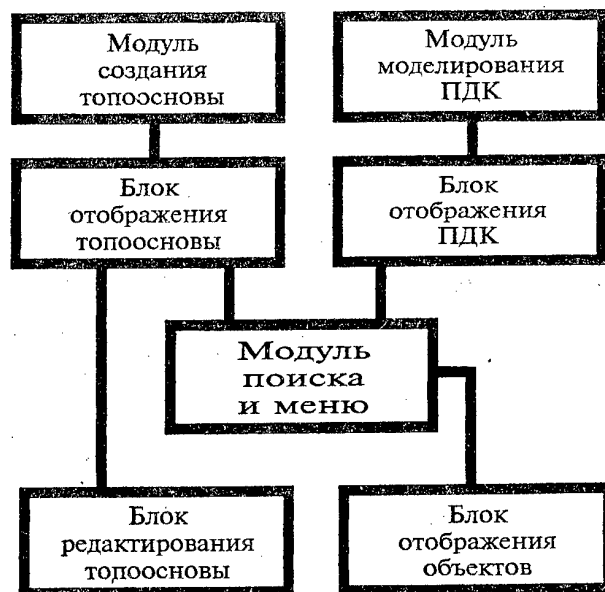 Модуль
создания
топоосновы
Модуль
моделирования
ПДК
Блок
отображения
топоосновы
Блок
отображения
ПДК
Модуль
поиска
и меню
Блок
редактирования
топоосновы
Блок
отображения
объектов